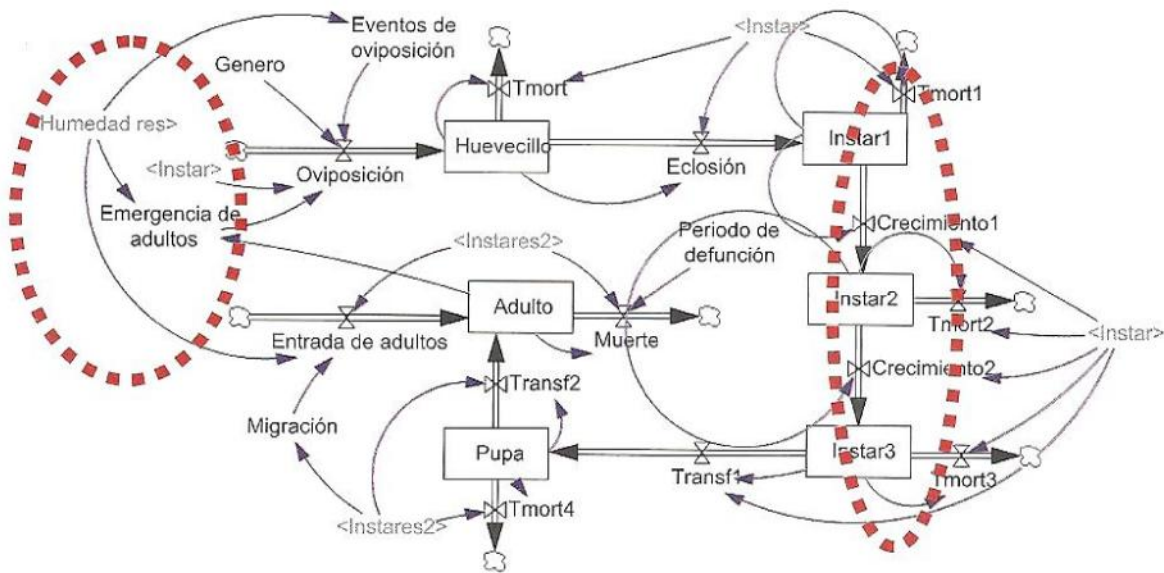 Eventos de
oviposición
<Instar>
Genero
Tmort
Tmort1
<Humedad res>
Huevecillo
Instar1
<Instar>
Oviposición
Eclosión
Emergencia de
adultos
Crecimiento1
<Instares2>
Periodo de
defunción
Adulto
Instar2
Entrada de adultos
Muerte
Tmort2
<Instar>
Transf2
Crecimiento2
Migración
Pupa
Instar3
Transf1
Tmort3
Tmort4
<Instares2>